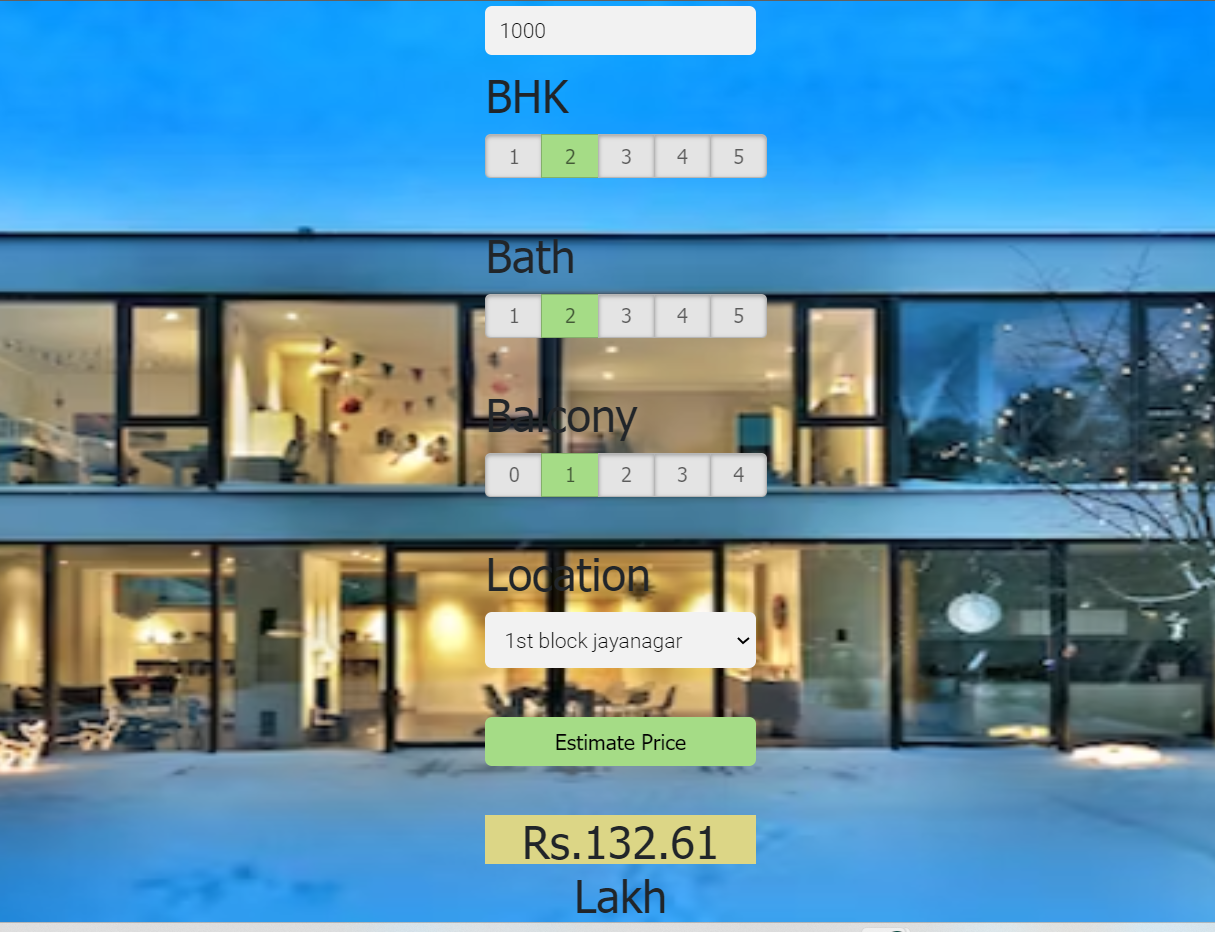 1000
BHK
1 2 3 4 5
Bath
1 2 3 4 5
Balcony
0 1 2 3 4
Location
1st block jayanagar
Estimate Price
Rs.132.61
Lakh